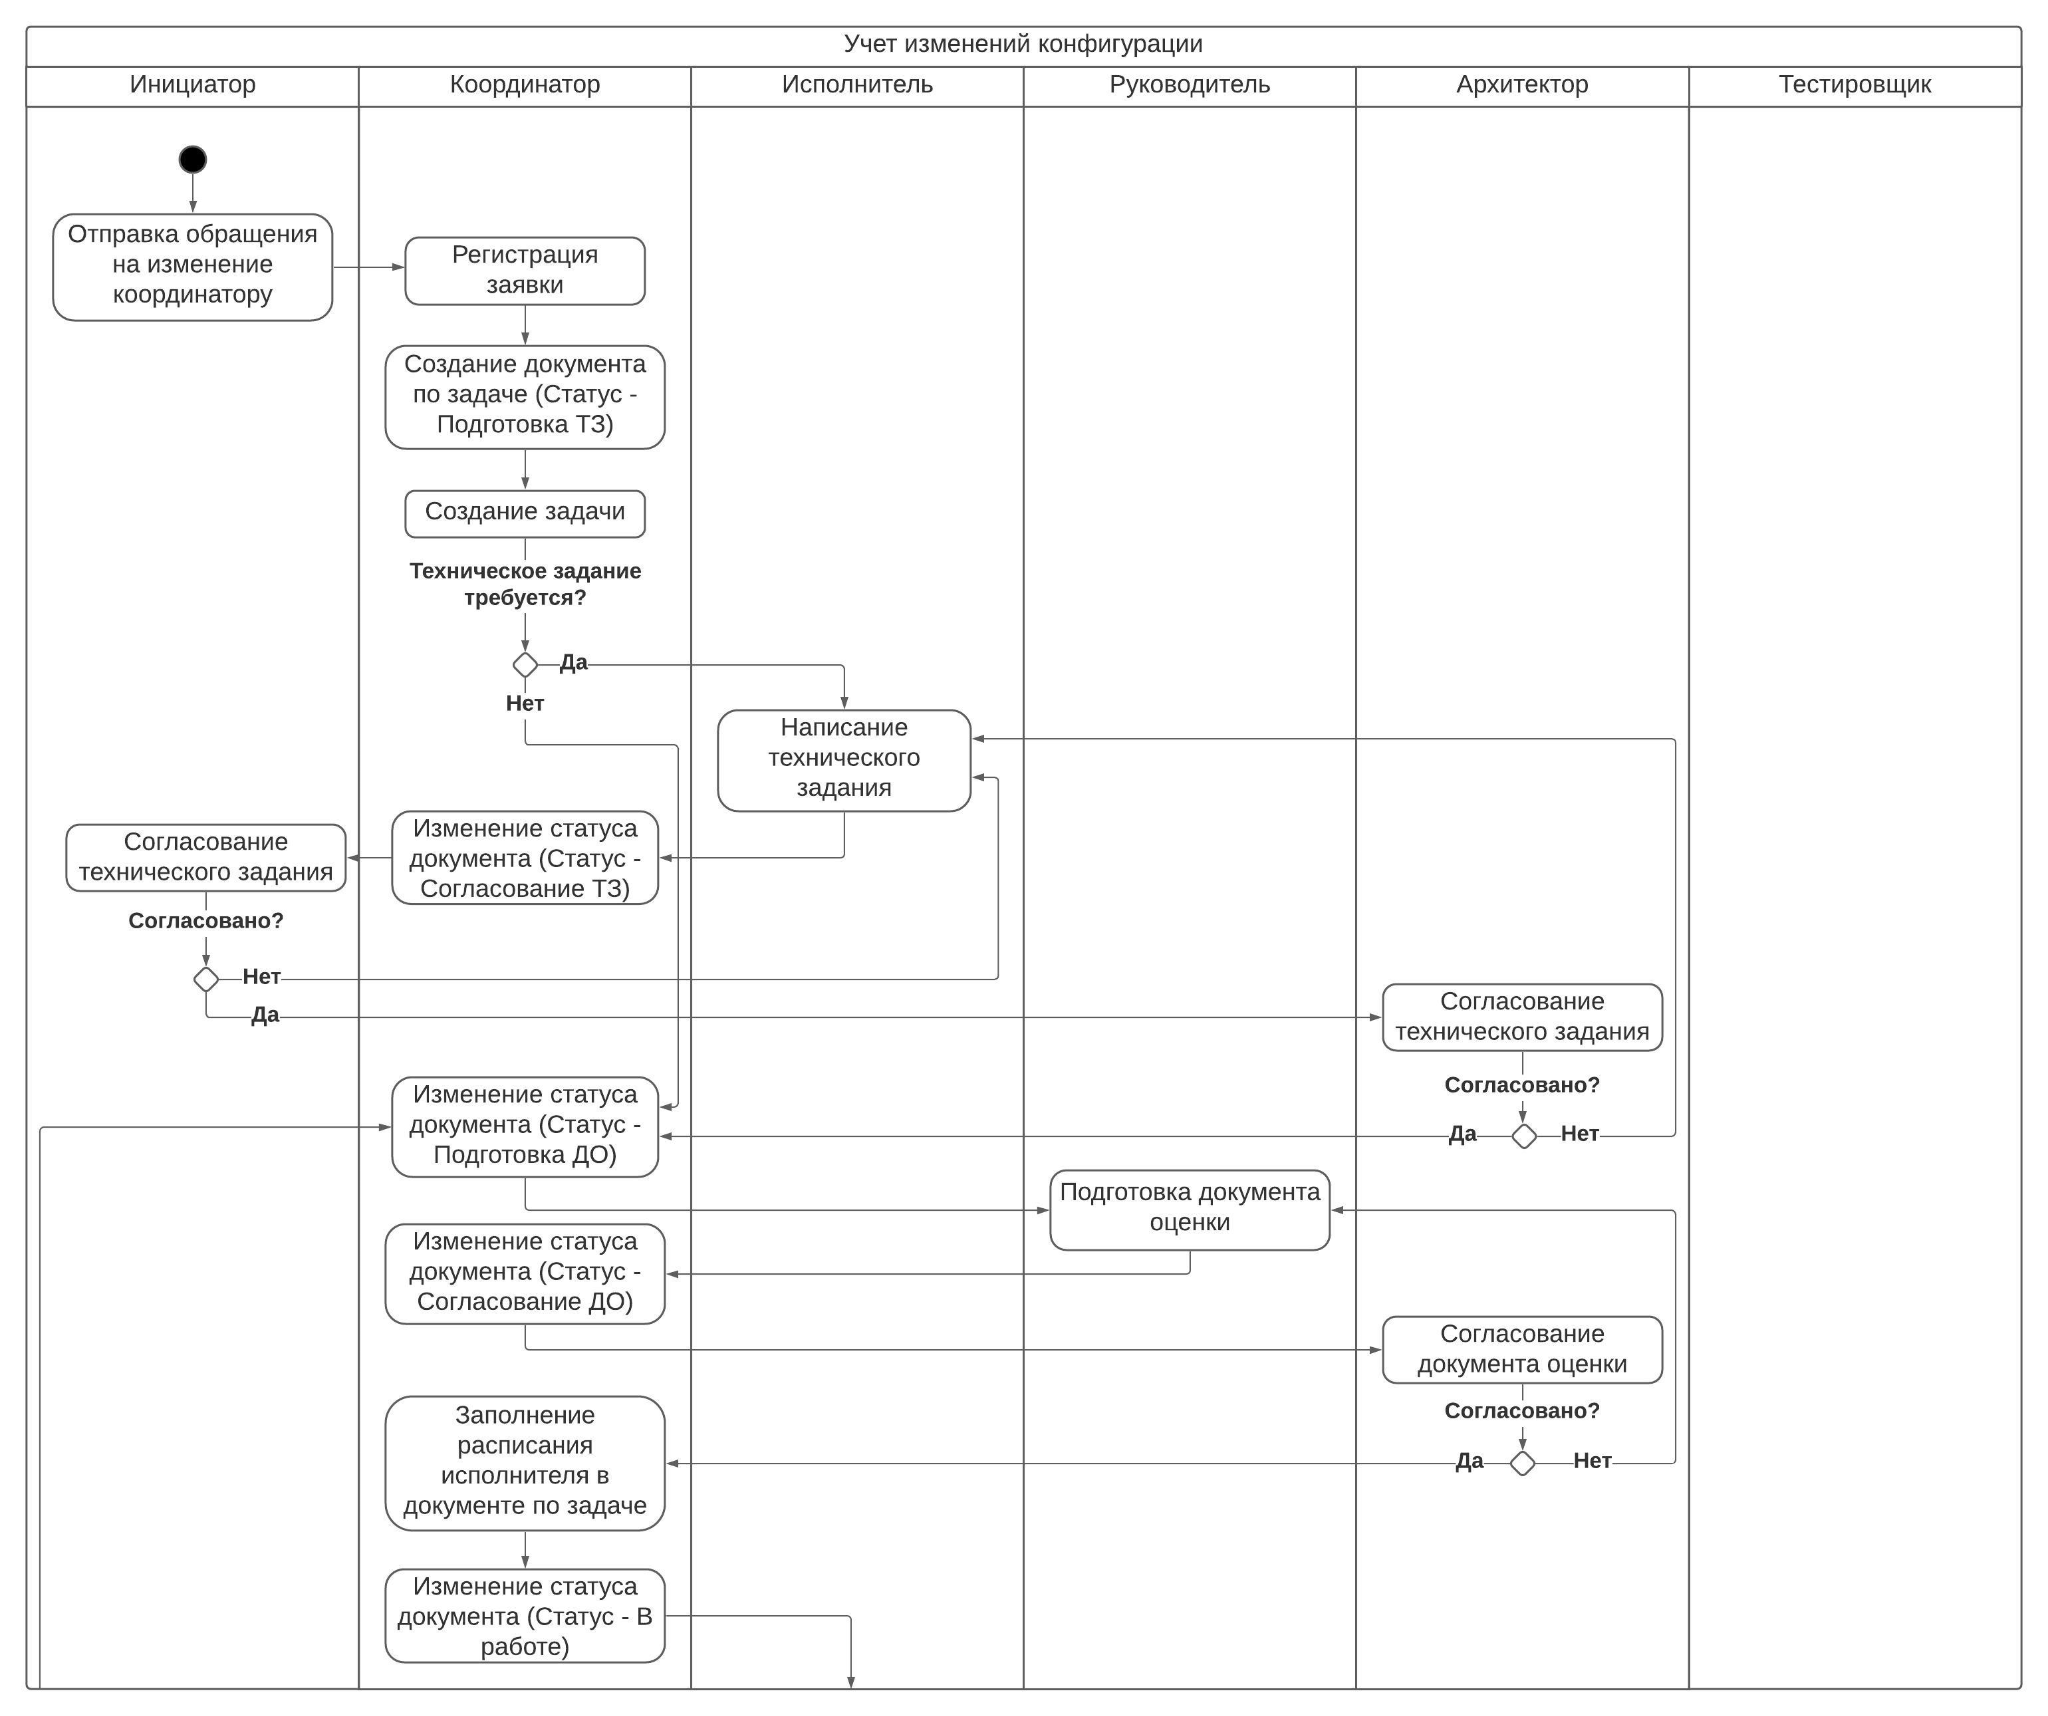 Учет изменений конфигурации
Инициатор
Координатор
Исполнитель
Руководитель
Архитектор
Тестировщик
Отправка обращения
на изменение
координатору
Регистрация
заявки
Создание документа
по задаче (Статус -
Подготовка ТЗ)
Создание задачи
Техническое задание
требуется?
Да
Нет
Написание
технического
задания
Изменение статуса
документа (Статус -
Согласование ТЗ)
Согласование
технического задания
Согласовано?
Нет
Да
Согласование
технического задания
Согласовано?
Да
Нет
Изменение статуса
документа (Статус -
Подготовка ДО)
Подготовка документа
оценки
Изменение статуса
документа (Статус -
Согласование ДО)
Согласование
документа оценки
Согласовано?
Да
Нет
Заполнение
расписания
исполнителя в
документе по задаче
Изменение статуса
документа (Статус - В
работе)